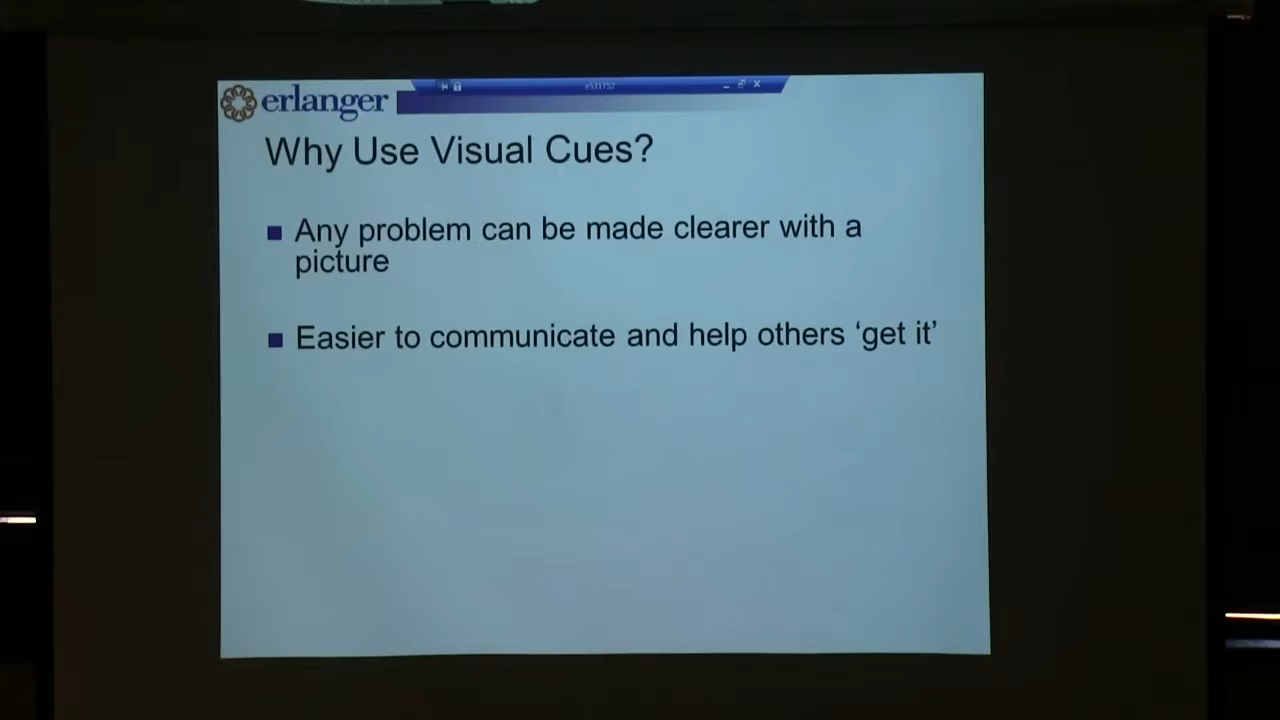 e531752
erlanger
Why Use Visual Cues?
Any problem can be made clearer with a
picture
Easier to communicate and help others ‘get it’